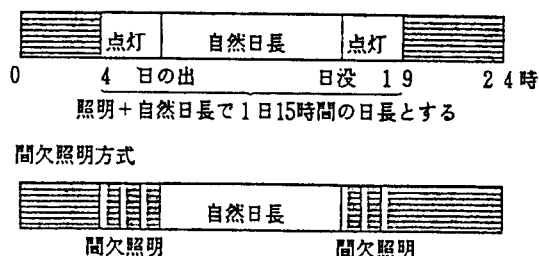 点灯 自然日長 点灯
0 4 日の出 日没 19 24時
照明+自然日長で1日15時間の日長とする
間欠照明方式
自然日長
間欠照明 間欠照明